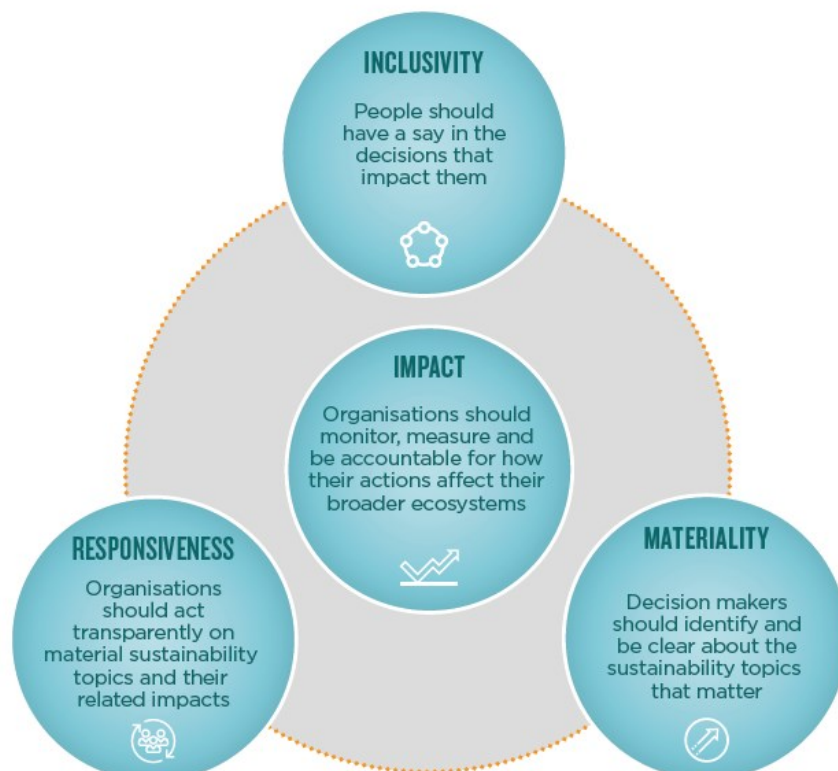 INCLUSIVITY
People should
have a say in the
decisions that
impact them
IMPACT
Organisations should
monitor, measure and
be accountable for how
their actions affect their
broader ecosystems
RESPONSIVENESS
Organisations
should act
transparently on
material sustainability
topics and their
related impacts
MATERIALITY
Decision makers
should identify and
be clear about the
sustainability topics
that matter